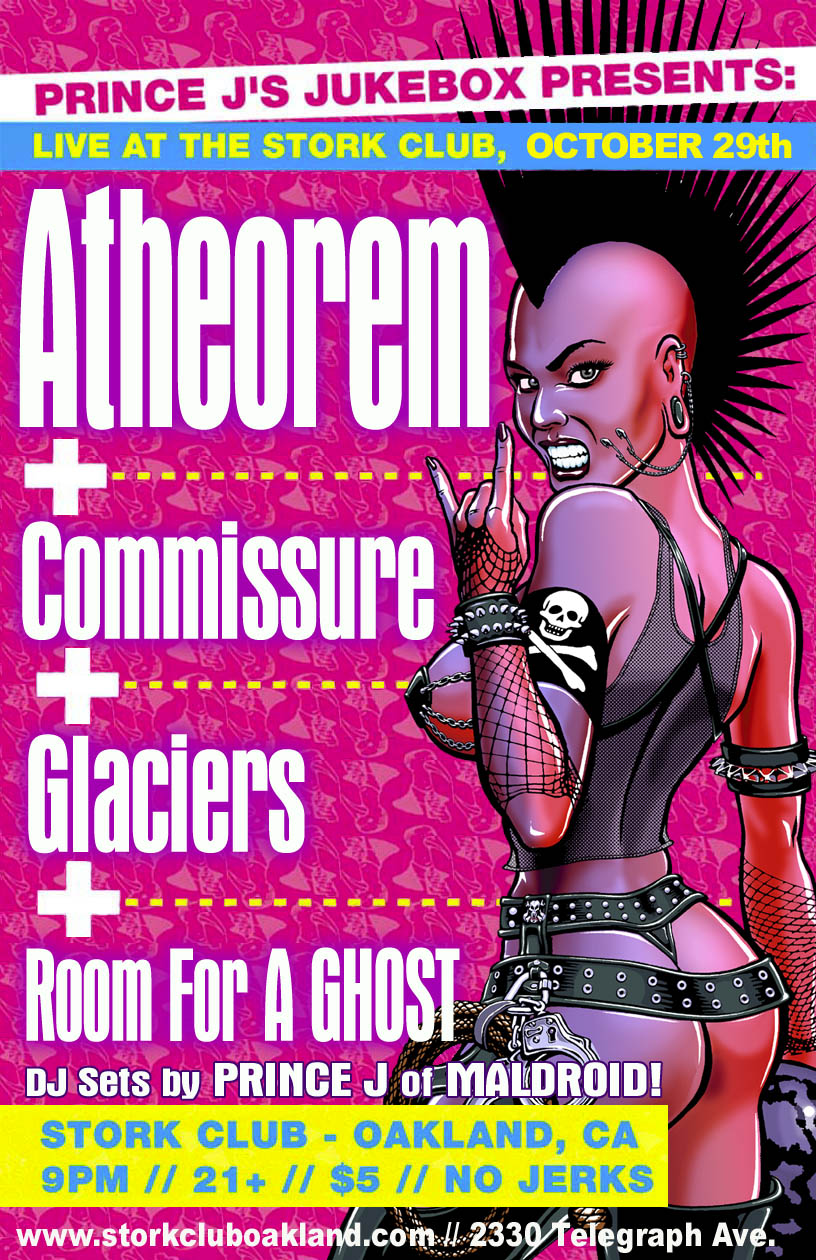 PRINCE J'S JUKEBOX PRESENTS:
LIVE AT THE STORK CLUB, OCTOBER 29th
Atheorem
+
Commissure
+
Glaciers
+
Room For A GHOST
DJ Sets by PRINCE J of MALDROID!
STORK CLUB - OAKLAND, CA
9PM // 21+ // $5 // NO JERKS
www.storkcluboakland.com // 2330 Telegraph Ave.